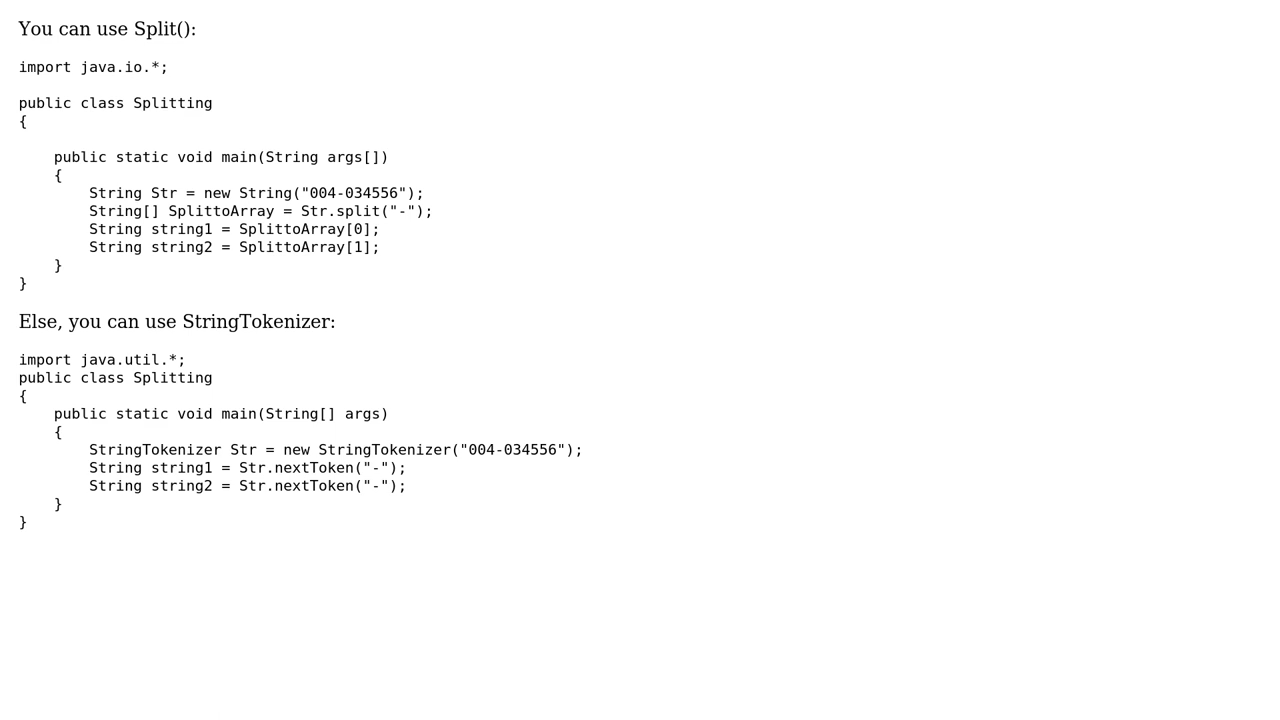 You can use Split():
import java.io.*;
public class Splitting
{
    public static void main(String args[])
    {
        String Str = new String("004-034556");
        String[] SplittoArray = Str.split("-");
        String string1 = SplittoArray[0];
        String string2 = SplittoArray[1];
    }
}
Else, you can use StringTokenizer:
import java.util.*;
public class Splitting
{
    public static void main(String[] args)
    {
        StringTokenizer Str = new StringTokenizer("004-034556");
        String string1 = Str.nextToken("-");
        String string2 = Str.nextToken("-");
    }
}